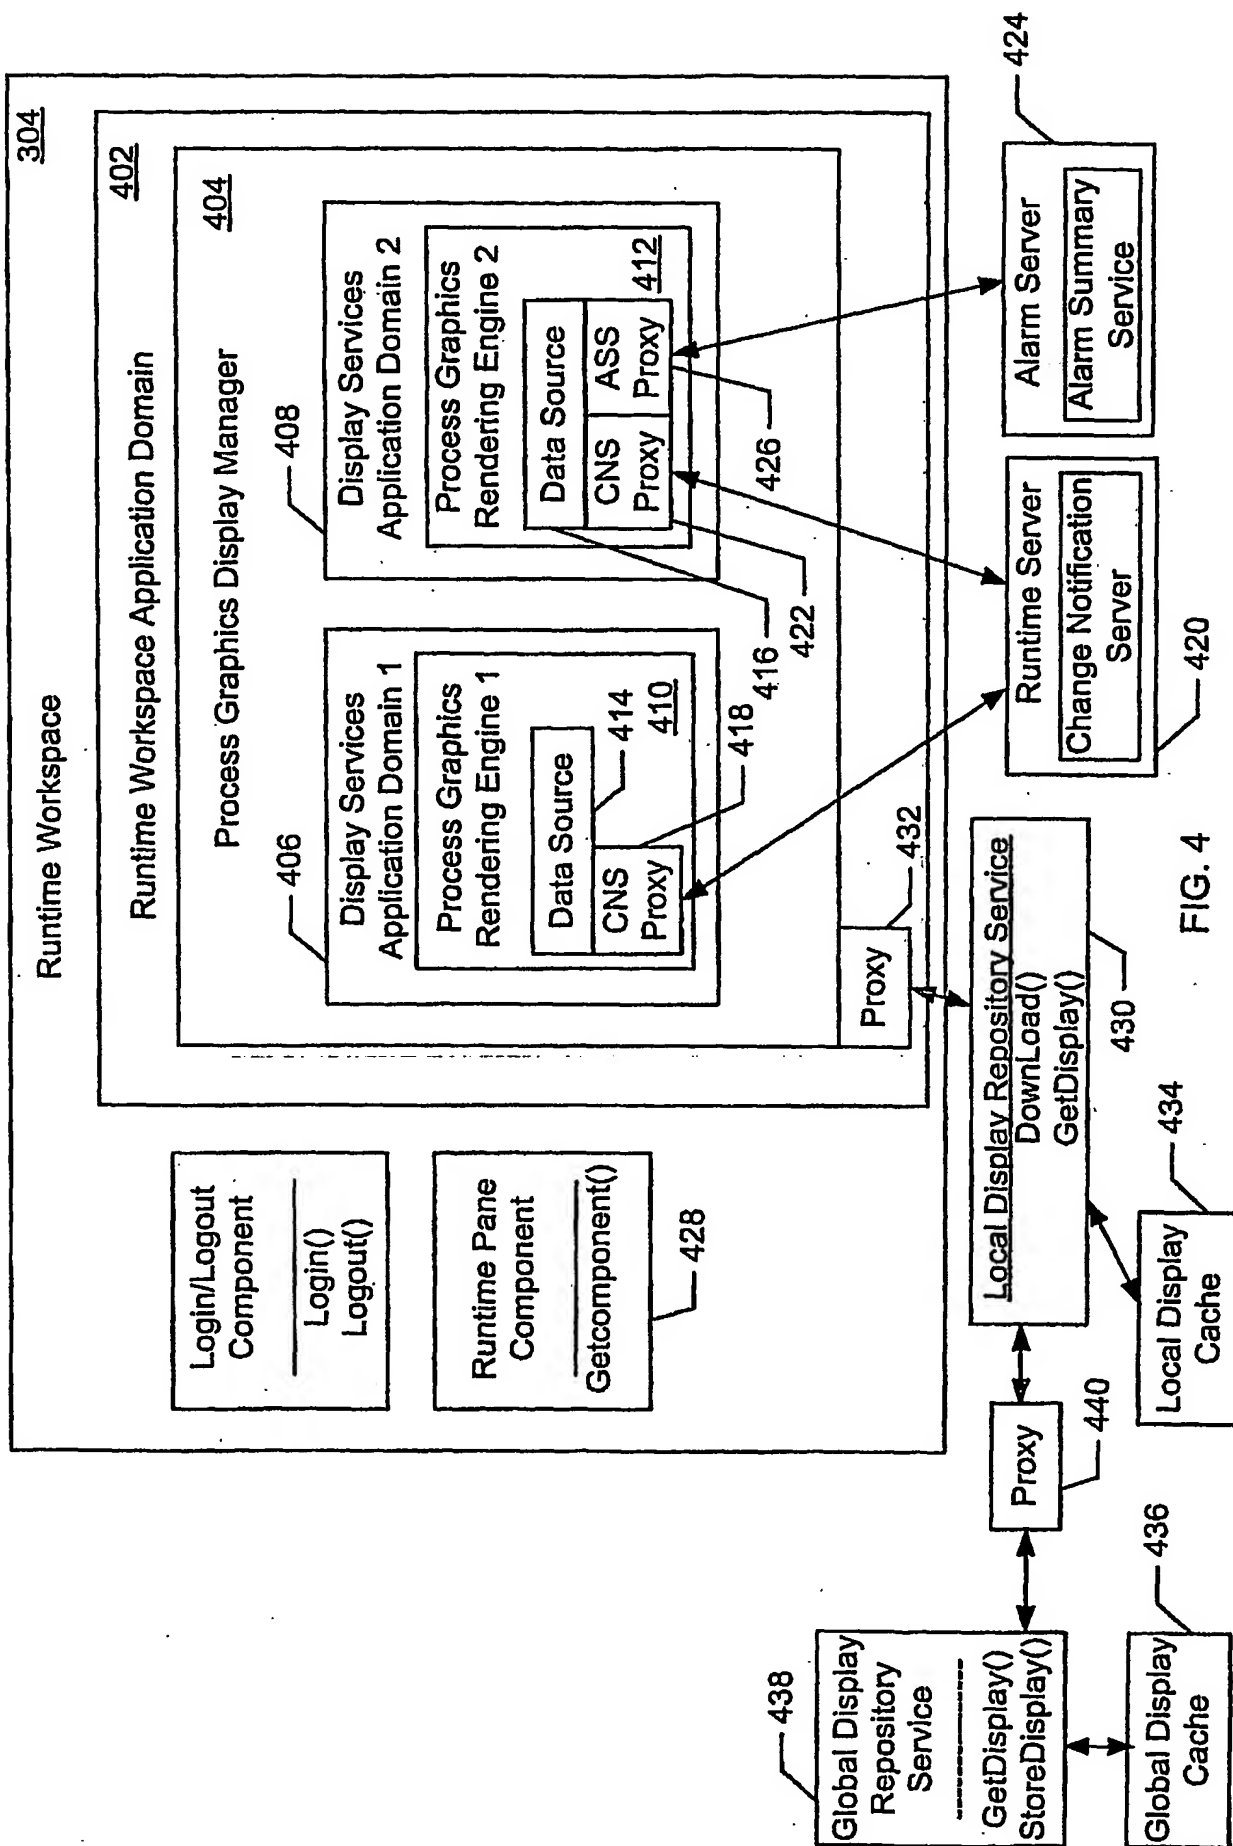 Runtime Workspace
304
Runtime Workspace Application Domain
402
Process Graphics Display Manager
404
Login/Logout
Component
Login()
Logout()
Runtime Pane
Component
Getcomponent()
428
406
Display Services
Application Domain 1
Process Graphics
Rendering Engine 1
Data Source
CNS
Proxy
414
410
418
408
Display Services
Application Domain 2
Process Graphics
Rendering Engine 2
Data Source
CNS
Proxy
ASS
Proxy
412
416
422
426
Proxy
432
438
Global Display
Repository
Service
GetDisplay()
StoreDisplay()
Global Display
Cache
436
Proxy
440
Local Display Repository Service
DownLoad()
GetDisplay()
430
Local Display
Cache
434
Runtime Server
Change Notification
Server
420
Alarm Server
Alarm Summary
Service
424
FIG. 4